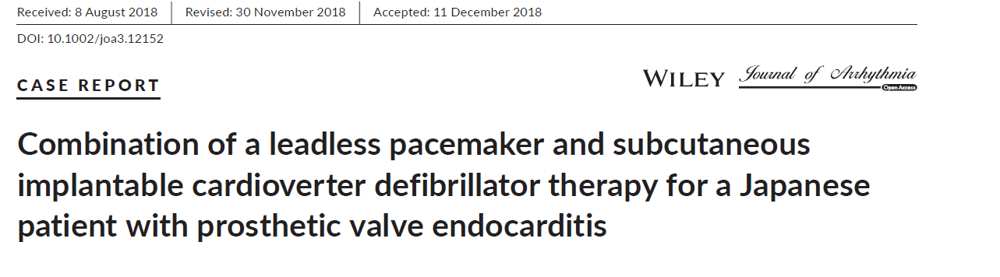 Received: 8 August 2018 | Revised: 30 November 2018 | Accepted: 11 December 2018
DOI: 10.1002/joa3.12152
CASE REPORT
WILEY Journal of Arrhythmia
Open Access
Combination of a leadless pacemaker and subcutaneous
implantable cardioverter defibrillator therapy for a Japanese
patient with prosthetic valve endocarditis